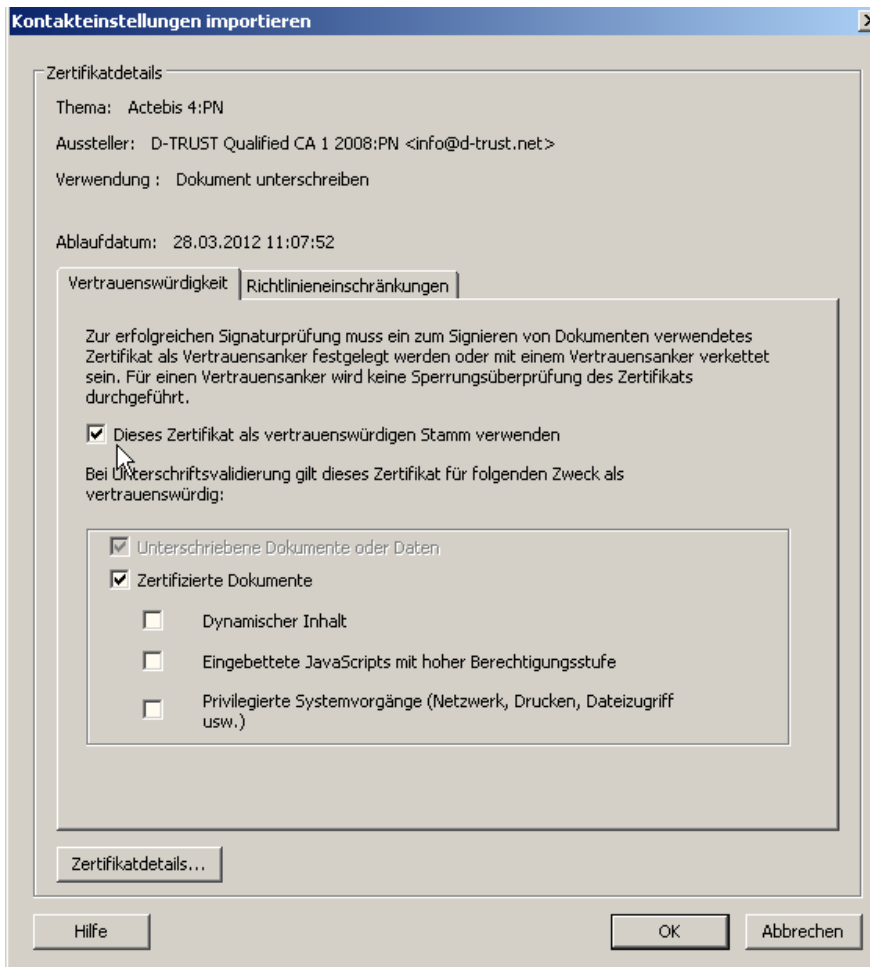 Kontakteinstellungen importieren
Zertifikatdetails
Thema: Actebis 4:PN
Aussteller: D-TRUST Qualified CA 1 2008:PN <info@d-trust.net>
Verwendung : Dokument unterschreiben
Ablaufdatum: 28.03.2012 11:07:52
Vertrauenswürdigkeit Richtlinieneinschränkungen
Zur erfolgreichen Signaturprüfung muss ein zum Signieren von Dokumenten verwendetes
Zertifikat als Vertrauensanker festgelegt werden oder mit einem Vertrauensanker verkettet
sein. Für einen Vertrauensanker wird keine Sperrungsüberprüfung des Zertifikats
durchgeführt.
Dieses Zertifikat als vertrauenswürdigen Stamm verwenden
Bei Unterschriftsvalidierung gilt dieses Zertifikat für folgenden Zweck als
vertrauenswürdig:
Unterschriebene Dokumente oder Daten
Zertifizierte Dokumente
Dynamischer Inhalt
Eingebettete JavaScripts mit hoher Berechtigungsstufe
Privilegierte Systemvorgänge (Netzwerk, Drucken, Dateizugriff
usw.)
Zertifikatdetails...
Hilfe OK Abbrechen